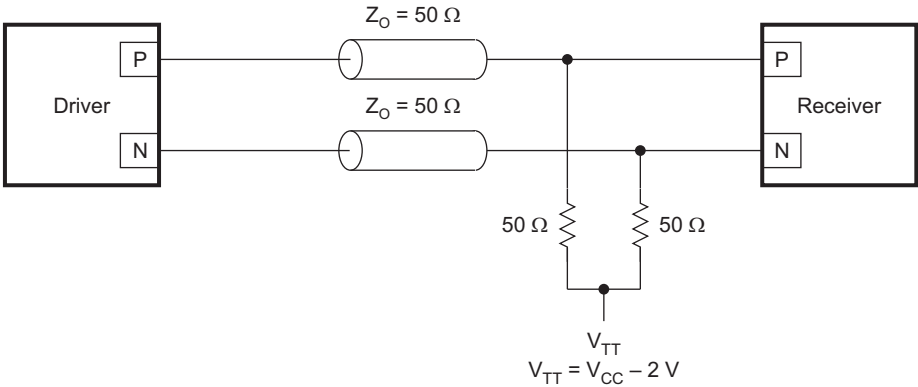 Z_O = 50 Ω
P
P
Driver
Z_O = 50 Ω
Receiver
N
N
50 Ω
50 Ω
V_TT
V_TT = V_CC – 2 V